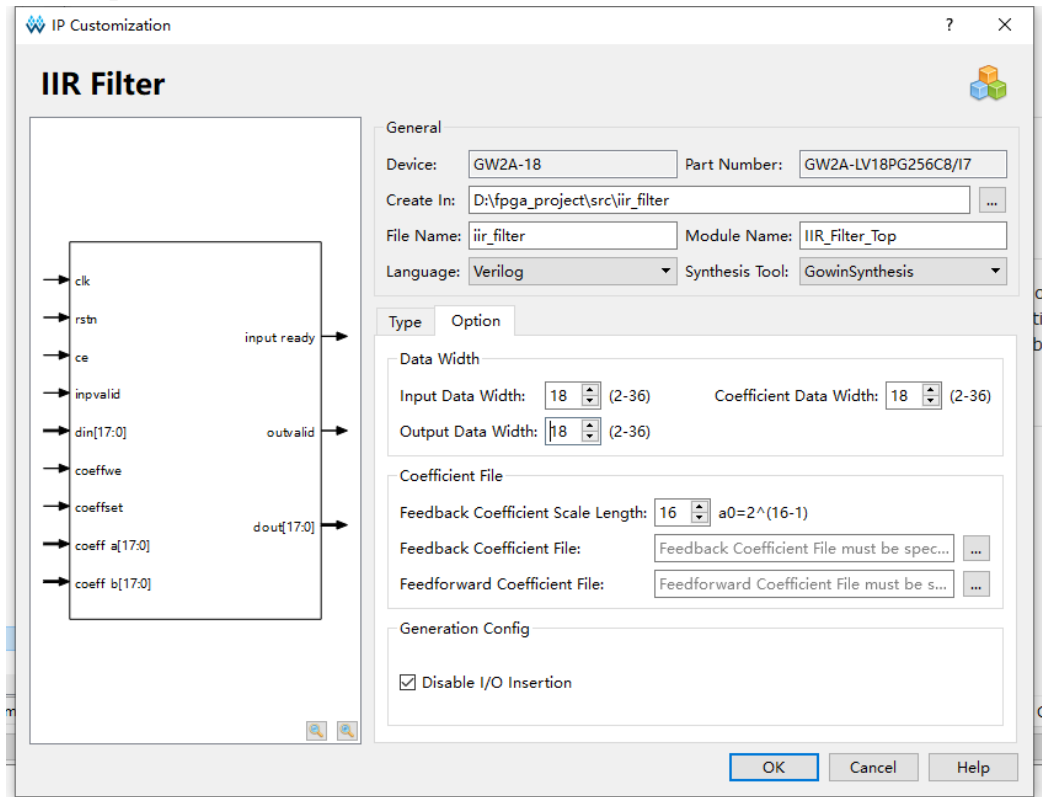 IP Customization ? ×
IIR Filter
clk
rstn
ce
inpvalid
din[17:0]
coeffwe
coeffset
coeff a[17:0]
coeff b[17:0]
input ready
outvalid
dout[17:0]
General
Device: GW2A-18 Part Number: GW2A-LV18PG256C8/I7
Create In: D:\fpga_project\src\iir_filter ...
File Name: iir_filter Module Name: IIR_Filter_Top
Language: Verilog Synthesis Tool: GowinSynthesis
Type Option
Data Width
Input Data Width: 18 (2-36) Coefficient Data Width: 18 (2-36)
Output Data Width: 18 (2-36)
Coefficient File
Feedback Coefficient Scale Length: 16 a0=2^(16-1)
Feedback Coefficient File: Feedback Coefficient File must be spec... ...
Feedforward Coefficient File: Feedforward Coefficient File must be s... ...
Generation Config
Disable I/O Insertion
OK Cancel Help